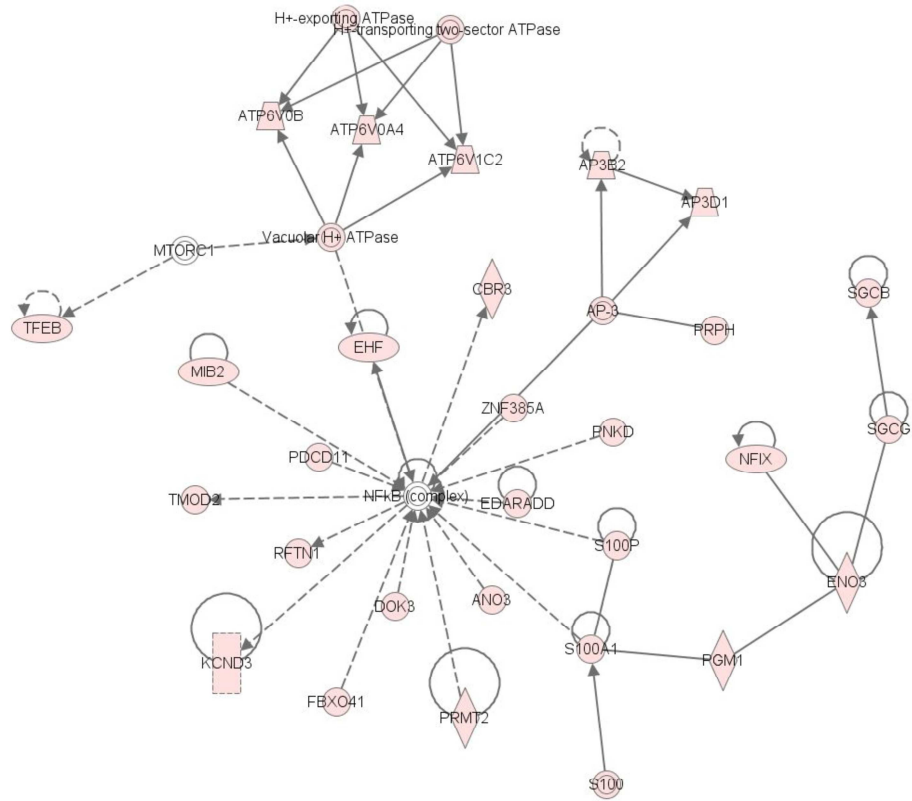 H+-exporting ATPase
H+-transporting two-sector ATPase
ATP6V0B
ATP6V0A4
ATP6V1C2
AP3B2
AP3D1
Vacuolar H+ ATPase
MTORC1
CBR3
SGCB
AP-3
TFEB
PRPH
EHF
MIB2
ZNF385A
SGCG
PNKD
PDCD11
NFIX
NFkB (complex)
TMOD2
EDARADD
S100P
RFTN1
ENO3
DOK3
ANO3
S100A1
KCND3
PGM1
FBXO41
PRMT2
S100